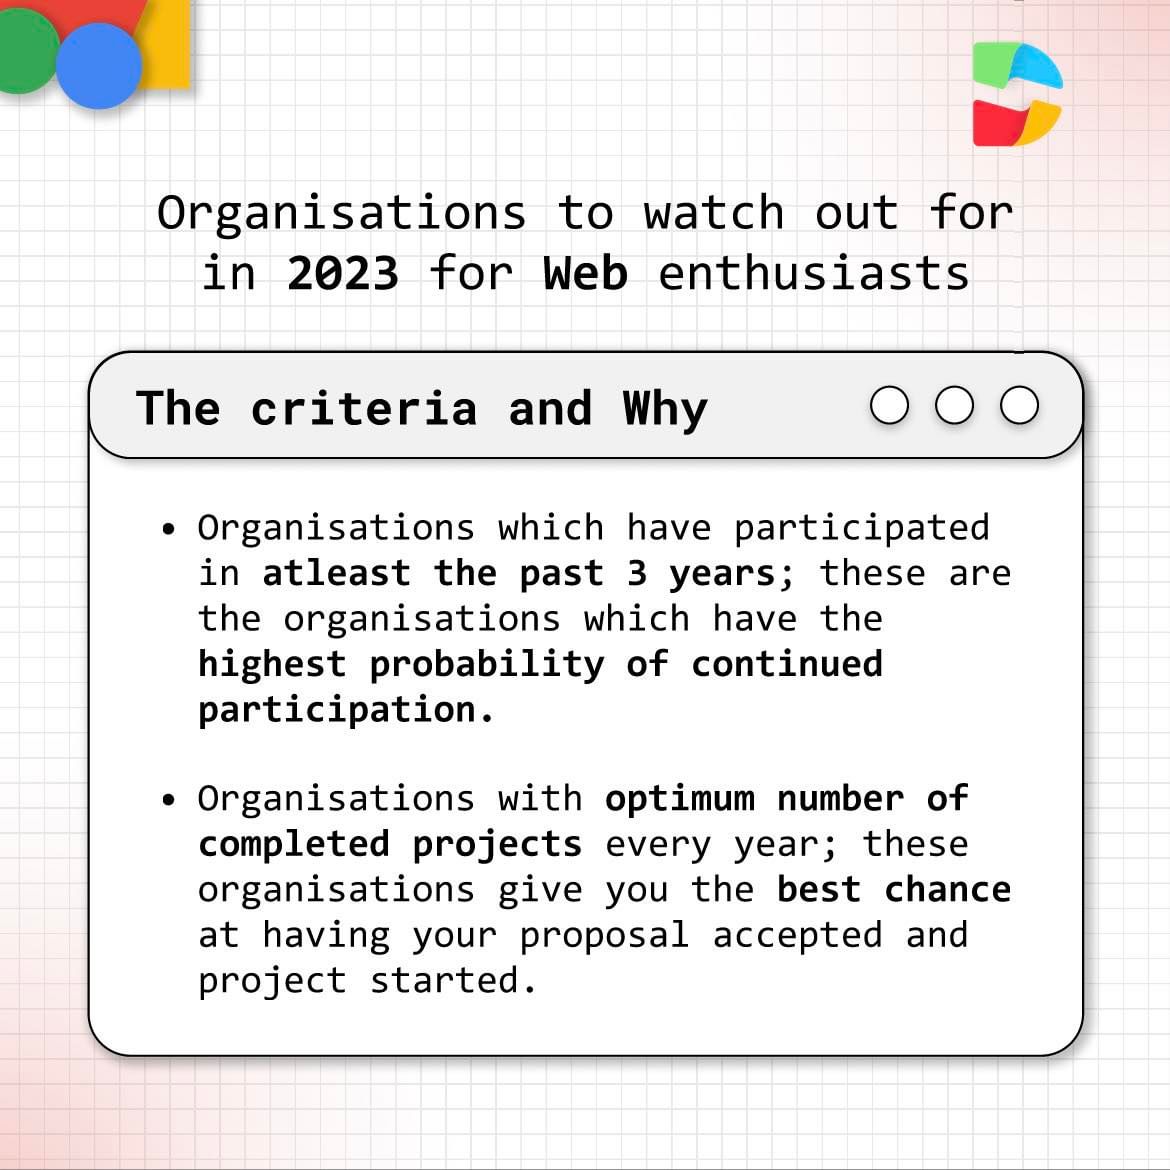 Organisations to watch out for
in 2023 for Web enthusiasts
The criteria and Why
• Organisations which have participated
in atleast the past 3 years; these are
the organisations which have the
highest probability of continued
participation.
• Organisations with optimum number of
completed projects every year; these
organisations give you the best chance
at having your proposal accepted and
project started.